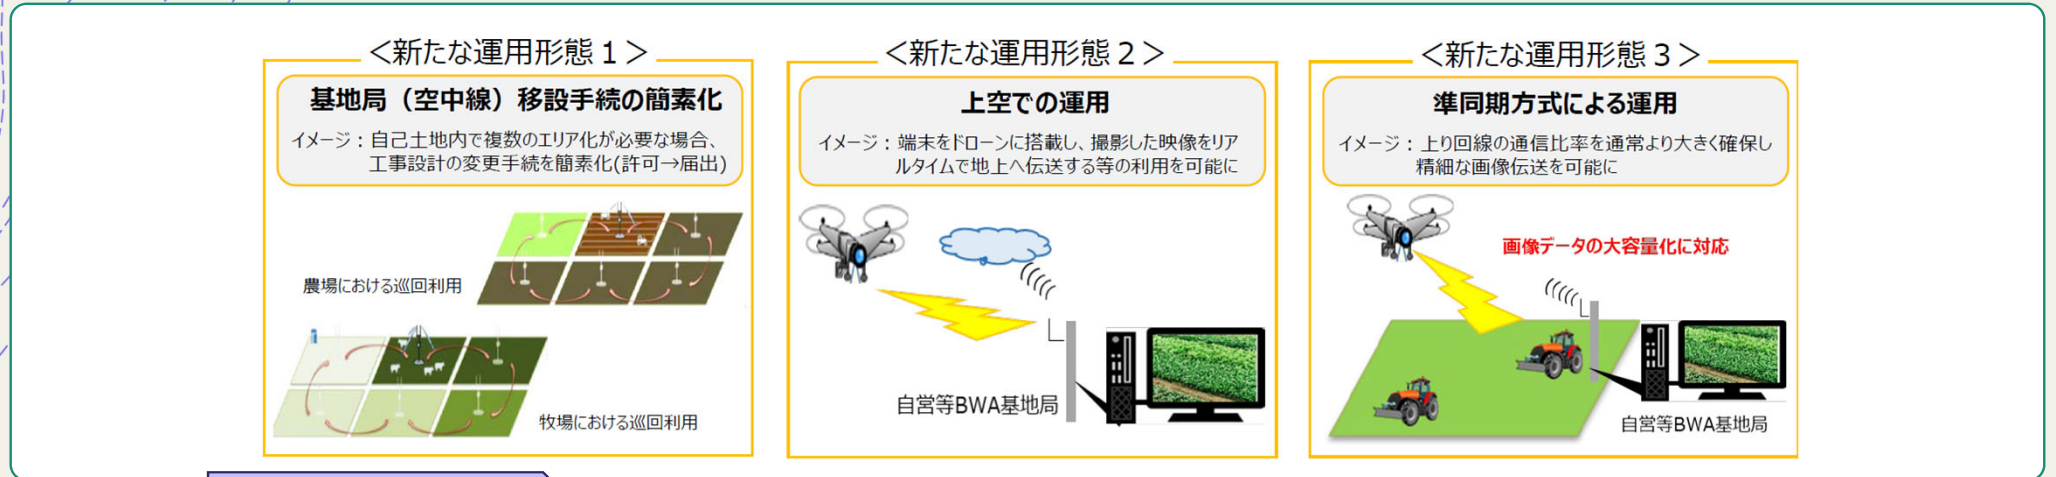 ＜新たな運用形態１＞
基地局（空中線）移設手続の簡素化
イメージ：自己土地内で複数のエリア化が必要な場合、
工事設計の変更手続を簡素化(許可→届出)
農場における巡回利用
牧場における巡回利用
＜新たな運用形態２＞
上空での運用
イメージ：端末をドローンに搭載し、撮影した映像をリア
ルタイムで地上へ伝送する等の利用を可能に
自営等BWA基地局
＜新たな運用形態３＞
準同期方式による運用
イメージ：上り回線の通信比率を通常より大きく確保し
精細な画像伝送を可能に
画像データの大容量化に対応
自営等BWA基地局